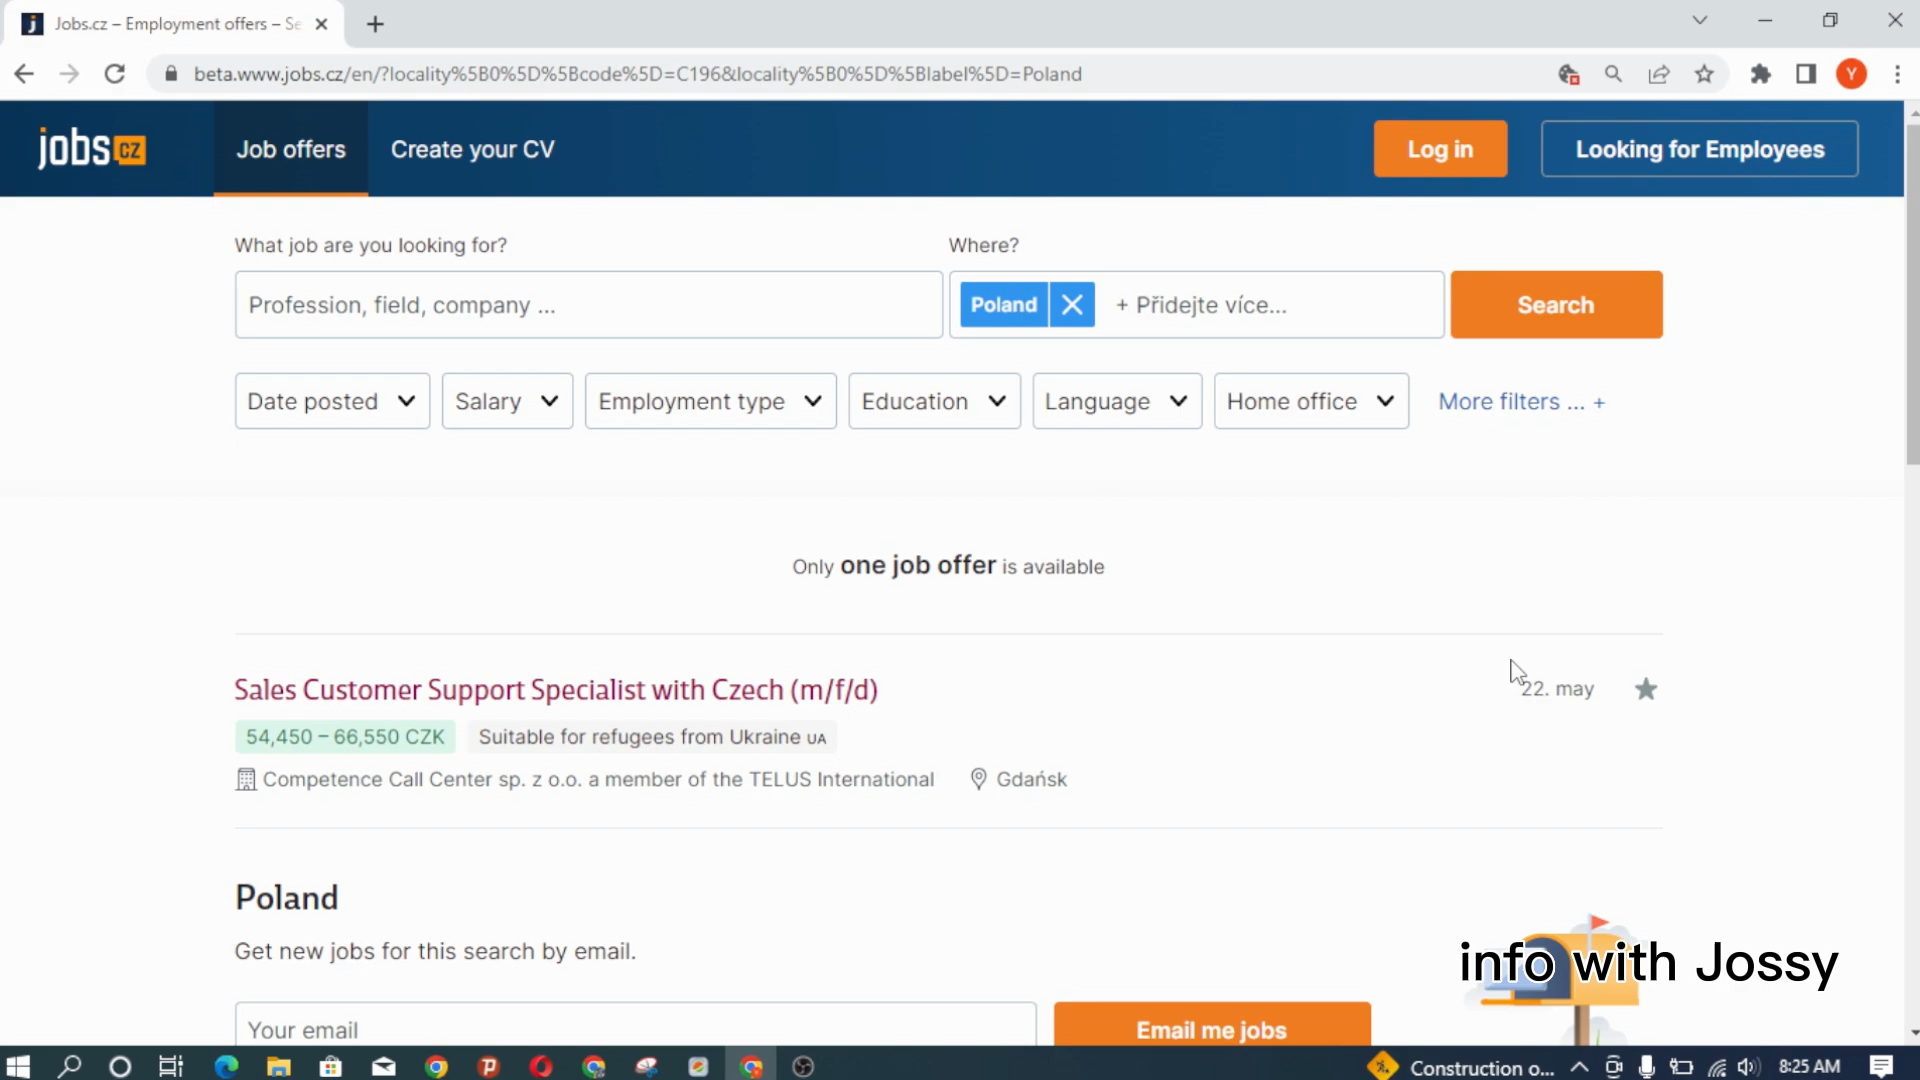 Jobs.cz – Employment offers – Se
beta.www.jobs.cz/en/?locality%5B0%5D%5Bcode%5D=C196&locality%5B0%5D%5Blabel%5D=Poland
Y
jobs CZ
Job offers
Create your CV
Log in
Looking for Employees
What job are you looking for?
Where?
Profession, field, company ...
Poland
+ Přidejte více...
Search
Date posted
Salary
Employment type
Education
Language
Home office
More filters ... +
Only one job offer is available
Sales Customer Support Specialist with Czech (m/f/d)
22. may
54,450 – 66,550 CZK
Suitable for refugees from Ukraine UA
Competence Call Center sp. z o.o. a member of the TELUS International
Gdańsk
Poland
Get new jobs for this search by email.
info with Jossy
Your email
Email me jobs
Construction o...
8:25 AM